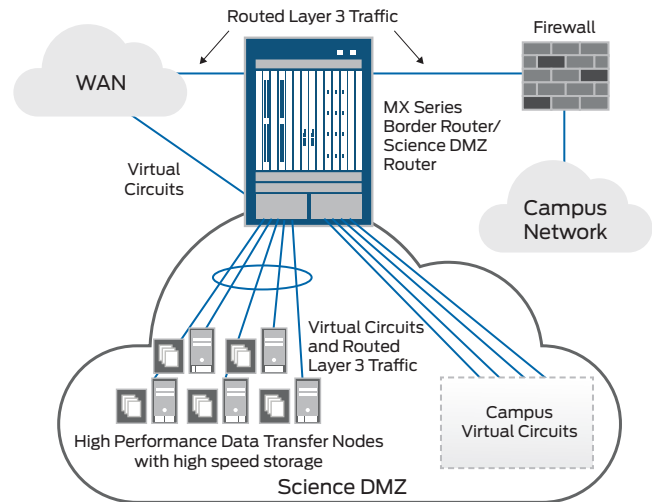 Routed Layer 3 Traffic
Firewall
WAN
MX Series
Border Router/
Science DMZ
Router
Virtual
Circuits
Campus
Network
Virtual Circuits
and Routed
Layer 3 Traffic
Campus
Virtual Circuits
High Performance Data Transfer Nodes
with high speed storage
Science DMZ